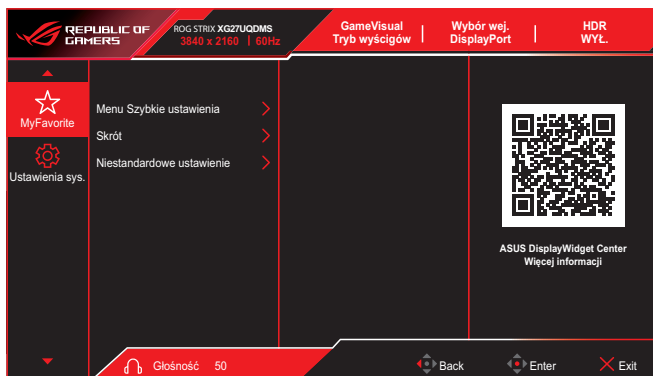 REPUBLIC OF
GAMERS
ROG STRIX XG27UQDMS
3840 x 2160 | 60Hz
GameVisual
Tryb wyścigów
Wybór wej.
DisplayPort
HDR
WYŁ.
MyFavorite
Ustawienia sys.
Menu Szybkie ustawienia
Skrót
Niestandardowe ustawienie
ASUS DisplayWidget Center
Więcej informacji
Głośność 50
Back
Enter
Exit